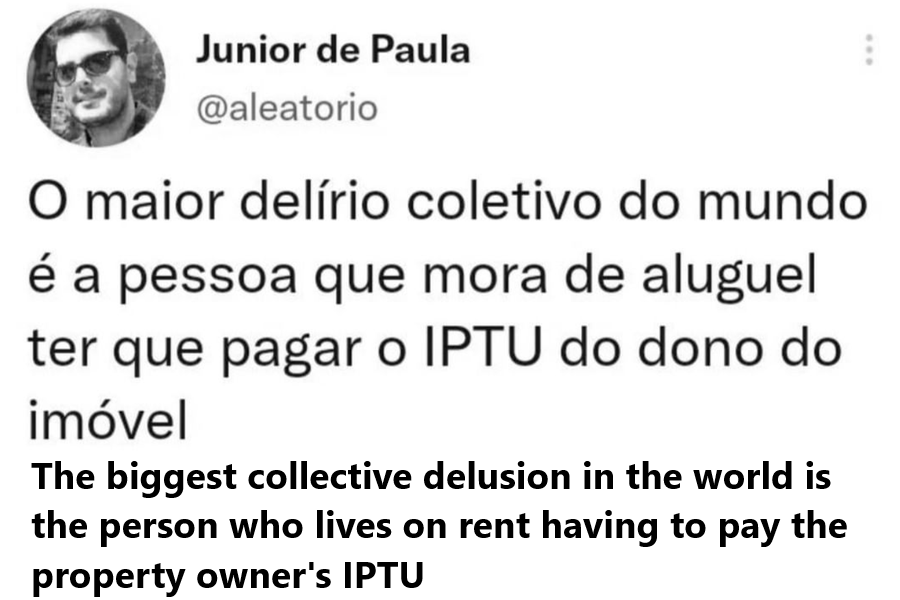 Junior de Paula
@aleatorio
O maior delírio coletivo do mundo
é a pessoa que mora de aluguel
ter que pagar o IPTU do dono do
imóvel
The biggest collective delusion in the world is
the person who lives on rent having to pay the
property owner's IPTU